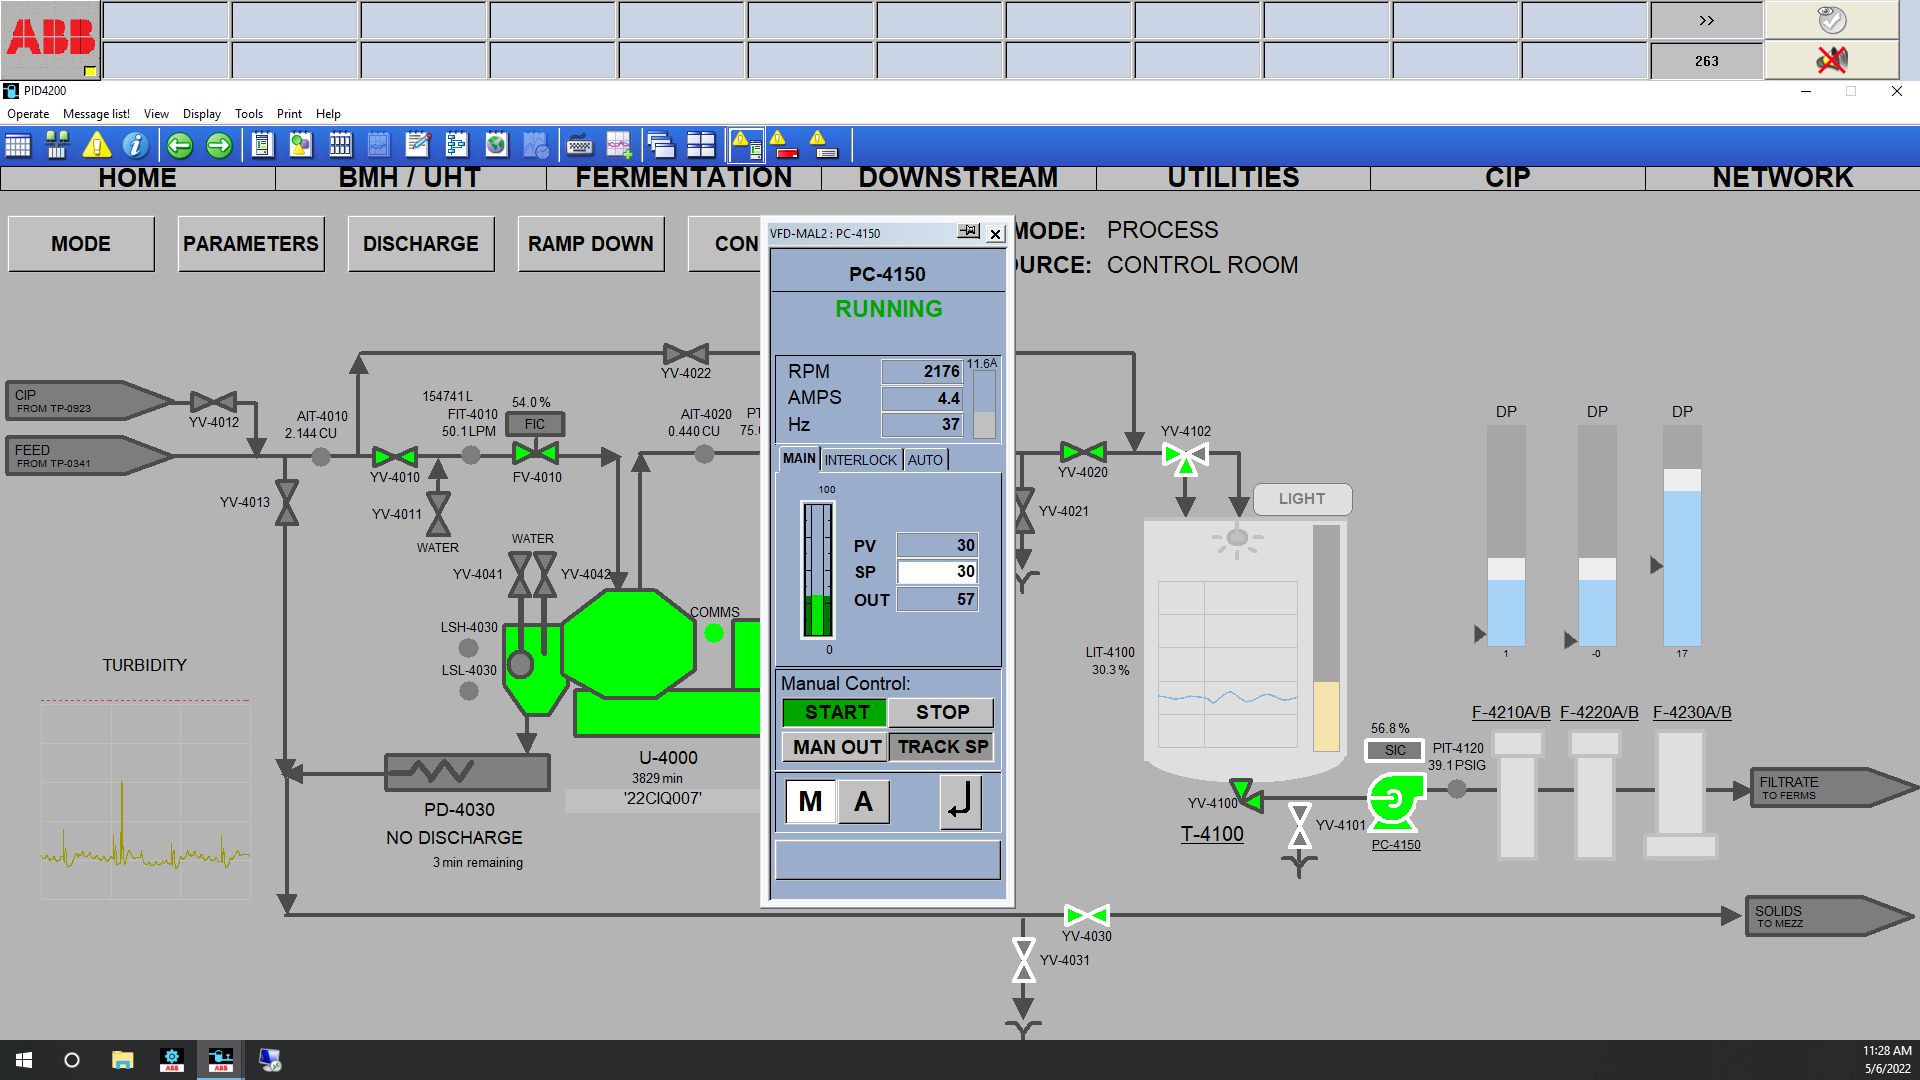 ABB
>>
263
PID4200
Operate Message list! View Display Tools Print Help
HOME BMH / UHT FERMENTATION DOWNSTREAM UTILITIES CIP NETWORK
MODE PARAMETERS DISCHARGE RAMP DOWN CON
MODE: PROCESS
OURCE: CONTROL ROOM
VFD-MAL2 : PC-4150
PC-4150
RUNNING
RPM 2176 11.6A
AMPS 4.4
Hz 37
MAIN INTERLOCK AUTO
100
PV 30
SP 30
OUT 57
0
Manual Control:
START STOP
MAN OUT TRACK SP
M A
CIP
FROM TP-0923
FEED
FROM TP-0341
YV-4012
AIT-4010
2.144 CU
154741 L
FIT-4010
50.1 LPM
54.0 %
FIC
YV-4022
AIT-4020
0.440 CU
PT
75.
YV-4010
FV-4010
YV-4013
YV-4011
WATER
WATER
YV-4041
YV-4042
LSH-4030
LSL-4030
COMMS
TURBIDITY
U-4000
3829 min
'22CIQ007'
PD-4030
NO DISCHARGE
3 min remaining
YV-4020
YV-4021
YV-4102
LIGHT
LIT-4100
30.3 %
YV-4100
T-4100
YV-4101
56.8 %
SIC
PC-4150
PIT-4120
39.1 PSIG
DP DP DP
1 -0 17
F-4210A/B F-4220A/B F-4230A/B
FILTRATE
TO FERMS
SOLIDS
TO MEZZ
YV-4030
YV-4031
ABB
ABB
11:28 AM
5/6/2022